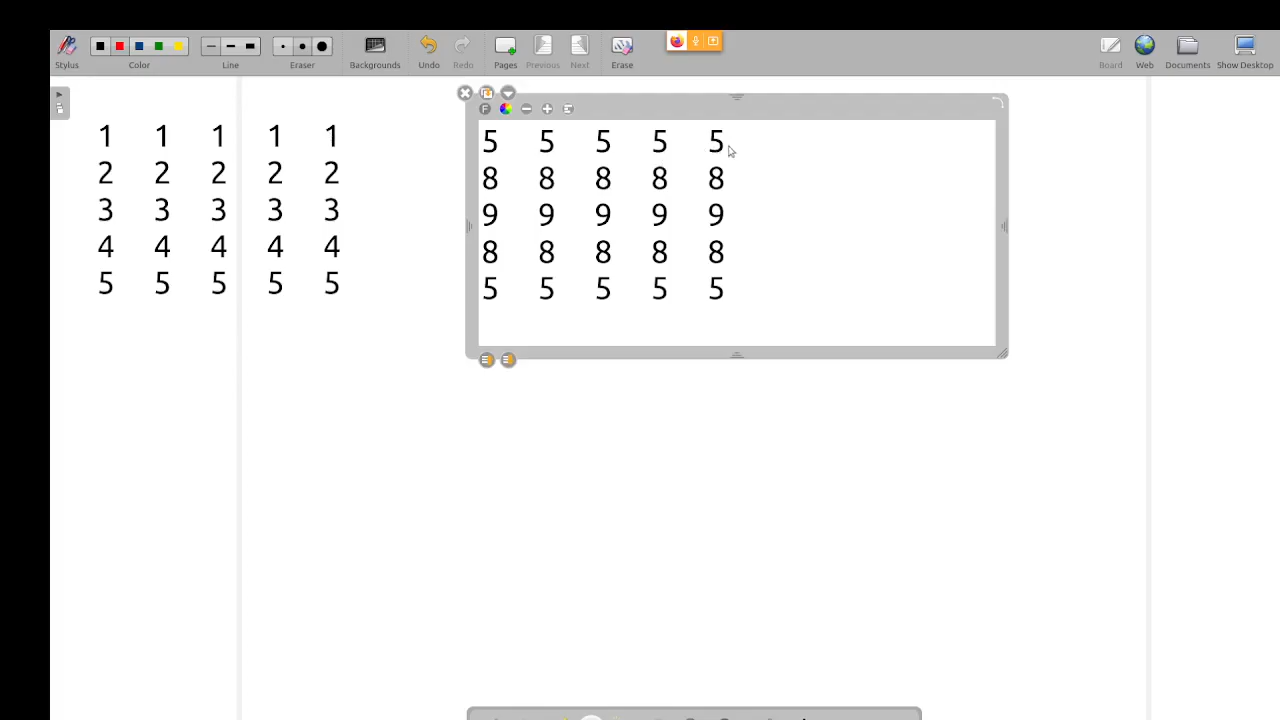 Stylus Color Line Eraser Backgrounds Undo Redo Pages Previous Next Erase Board Web Documents Show Desktop
1 1 1 1 1
2 2 2 2 2
3 3 3 3 3
4 4 4 4 4
5 5 5 5 5
F
5 5 5 5 5
8 8 8 8 8
9 9 9 9 9
8 8 8 8 8
5 5 5 5 5